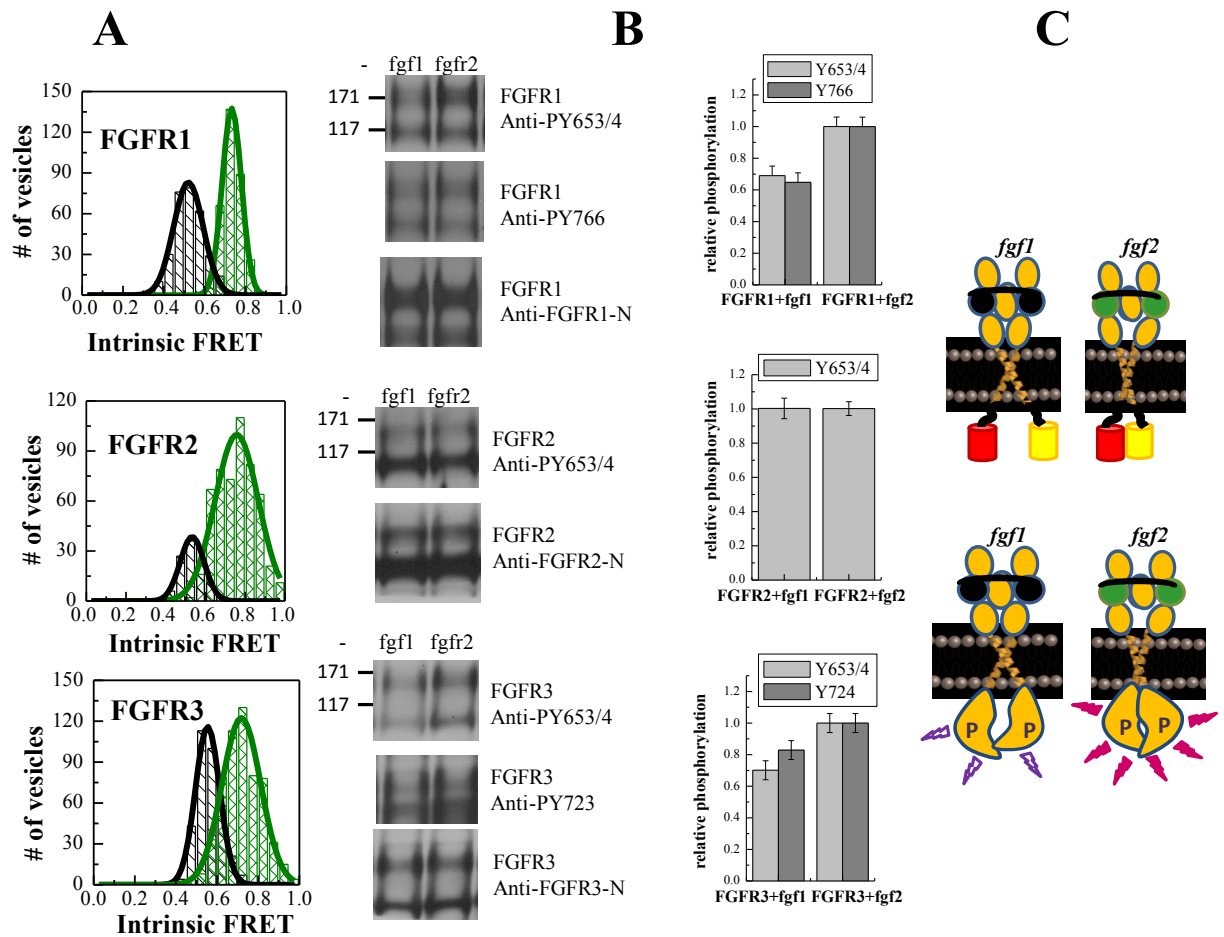 A
B
C
150
120
90
60
30
0
# of vesicles
FGFR1
0.0 0.2 0.4 0.6 0.8 1.0
Intrinsic FRET
- fgf1 fgfr2
171
117
FGFR1
Anti-PY653/4
FGFR1
Anti-PY766
FGFR1
Anti-FGFR1-N
Y653/4
Y766
1.2
1.0
0.8
0.6
0.4
0.2
0.0
relative phosphorylation
FGFR1+fgf1 FGFR1+fgf2
fgf1 fgf2
120
90
60
30
0
# of vesicles
FGFR2
0.0 0.2 0.4 0.6 0.8 1.0
Intrinsic FRET
- fgf1 fgfr2
171
117
FGFR2
Anti-PY653/4
FGFR2
Anti-FGFR2-N
Y653/4
1.2
1.0
0.8
0.6
0.4
0.2
0.0
relative phosphorylation
FGFR2+fgf1 FGFR2+fgf2
fgf1 fgf2
P P P P
150
120
90
60
30
0
# of vesicles
FGFR3
0.0 0.2 0.4 0.6 0.8 1.0
Intrinsic FRET
- fgf1 fgfr2
171
117
FGFR3
Anti-PY653/4
FGFR3
Anti-PY723
FGFR3
Anti-FGFR3-N
Y653/4
Y724
1.2
1.0
0.8
0.6
0.4
0.2
0.0
relative phosphorylation
FGFR3+fgf1 FGFR3+fgf2